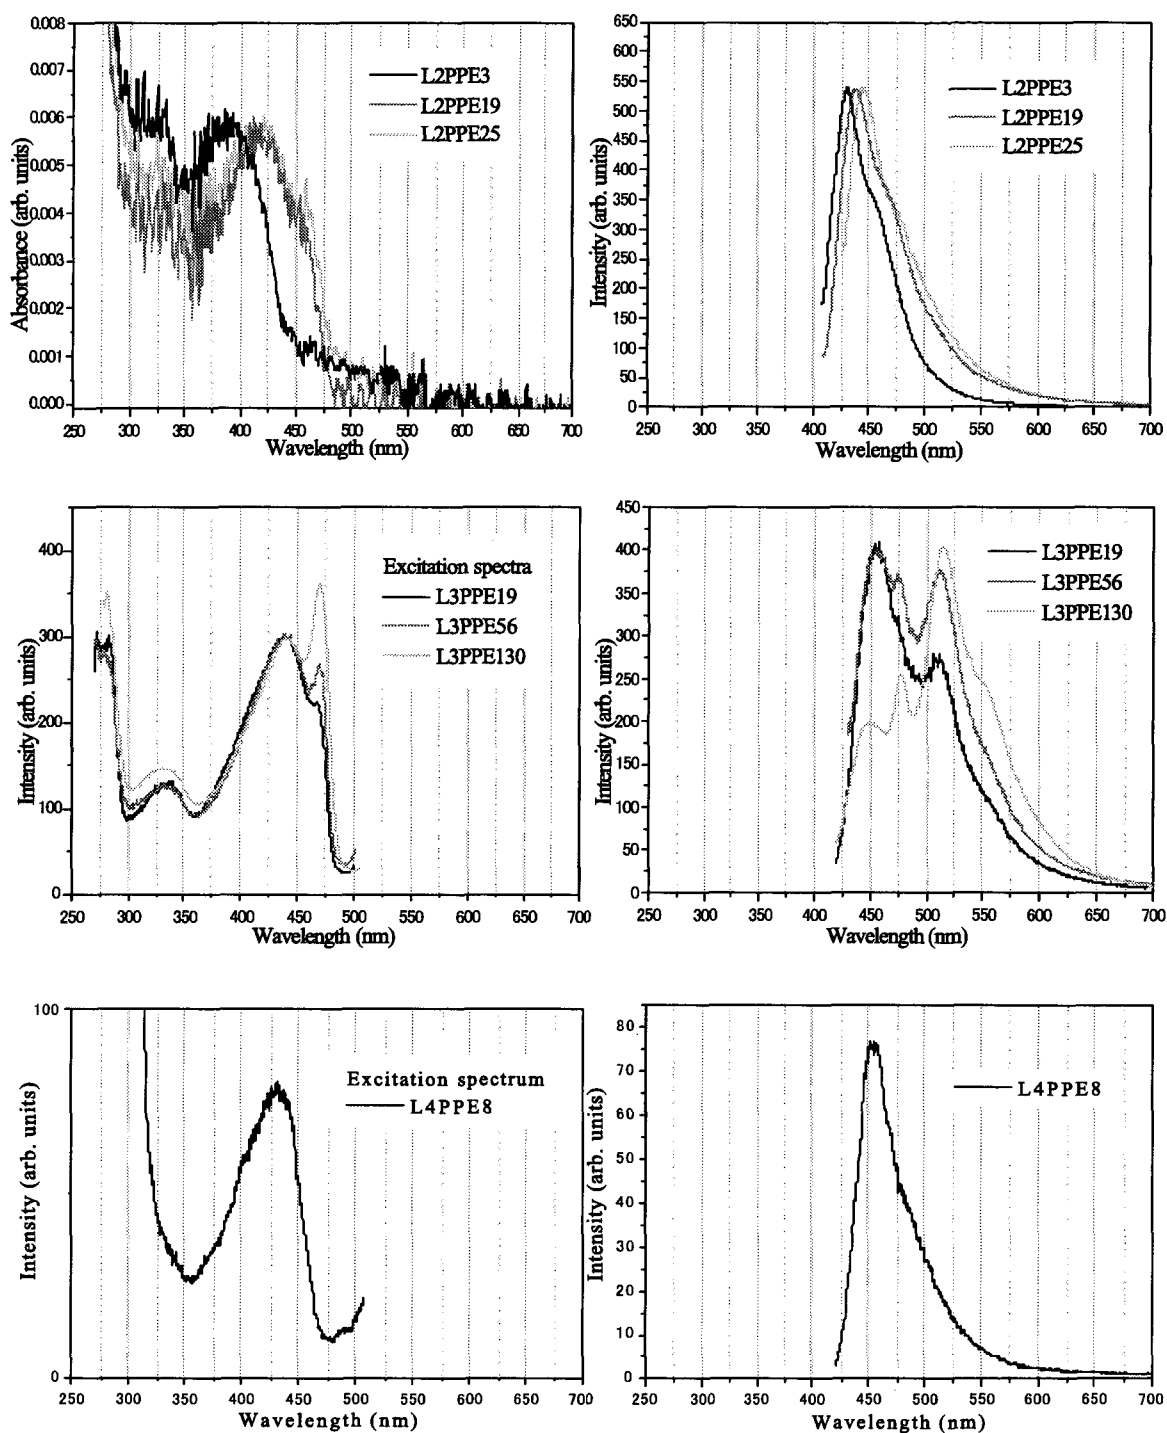 0.008
0.007
0.006
0.005
0.004
0.003
0.002
0.001
0.000
Absorbance (arb. units)
L2PPE3
L2PPE19
L2PPE25
250 300 350 400 450 500 550 600 650 700
Wavelength (nm)
650
600
550
500
450
400
350
300
250
200
150
100
50
0
Intensity (arb. units)
L2PPE3
L2PPE19
L2PPE25
250 300 350 400 450 500 550 600 650 700
Wavelength (nm)
400
300
200
100
0
Intensity (arb. units)
Excitation spectra
L3PPE19
L3PPE56
L3PPE130
250 300 350 400 450 500 550 600 650 700
Wavelength (nm)
450
400
350
300
250
200
150
100
50
0
Intensity (arb. units)
L3PPE19
L3PPE56
L3PPE130
250 300 350 400 450 500 550 600 650 700
Wavelength (nm)
100
0
Intensity (arb. units)
Excitation spectrum
L4PPE8
250 300 350 400 450 500 550 600 650 700
Wavelength (nm)
80
70
60
50
40
30
20
10
0
Intensity (arb. units)
L4PPE8
250 300 350 400 450 500 550 600 650 700
Wavelength (nm)